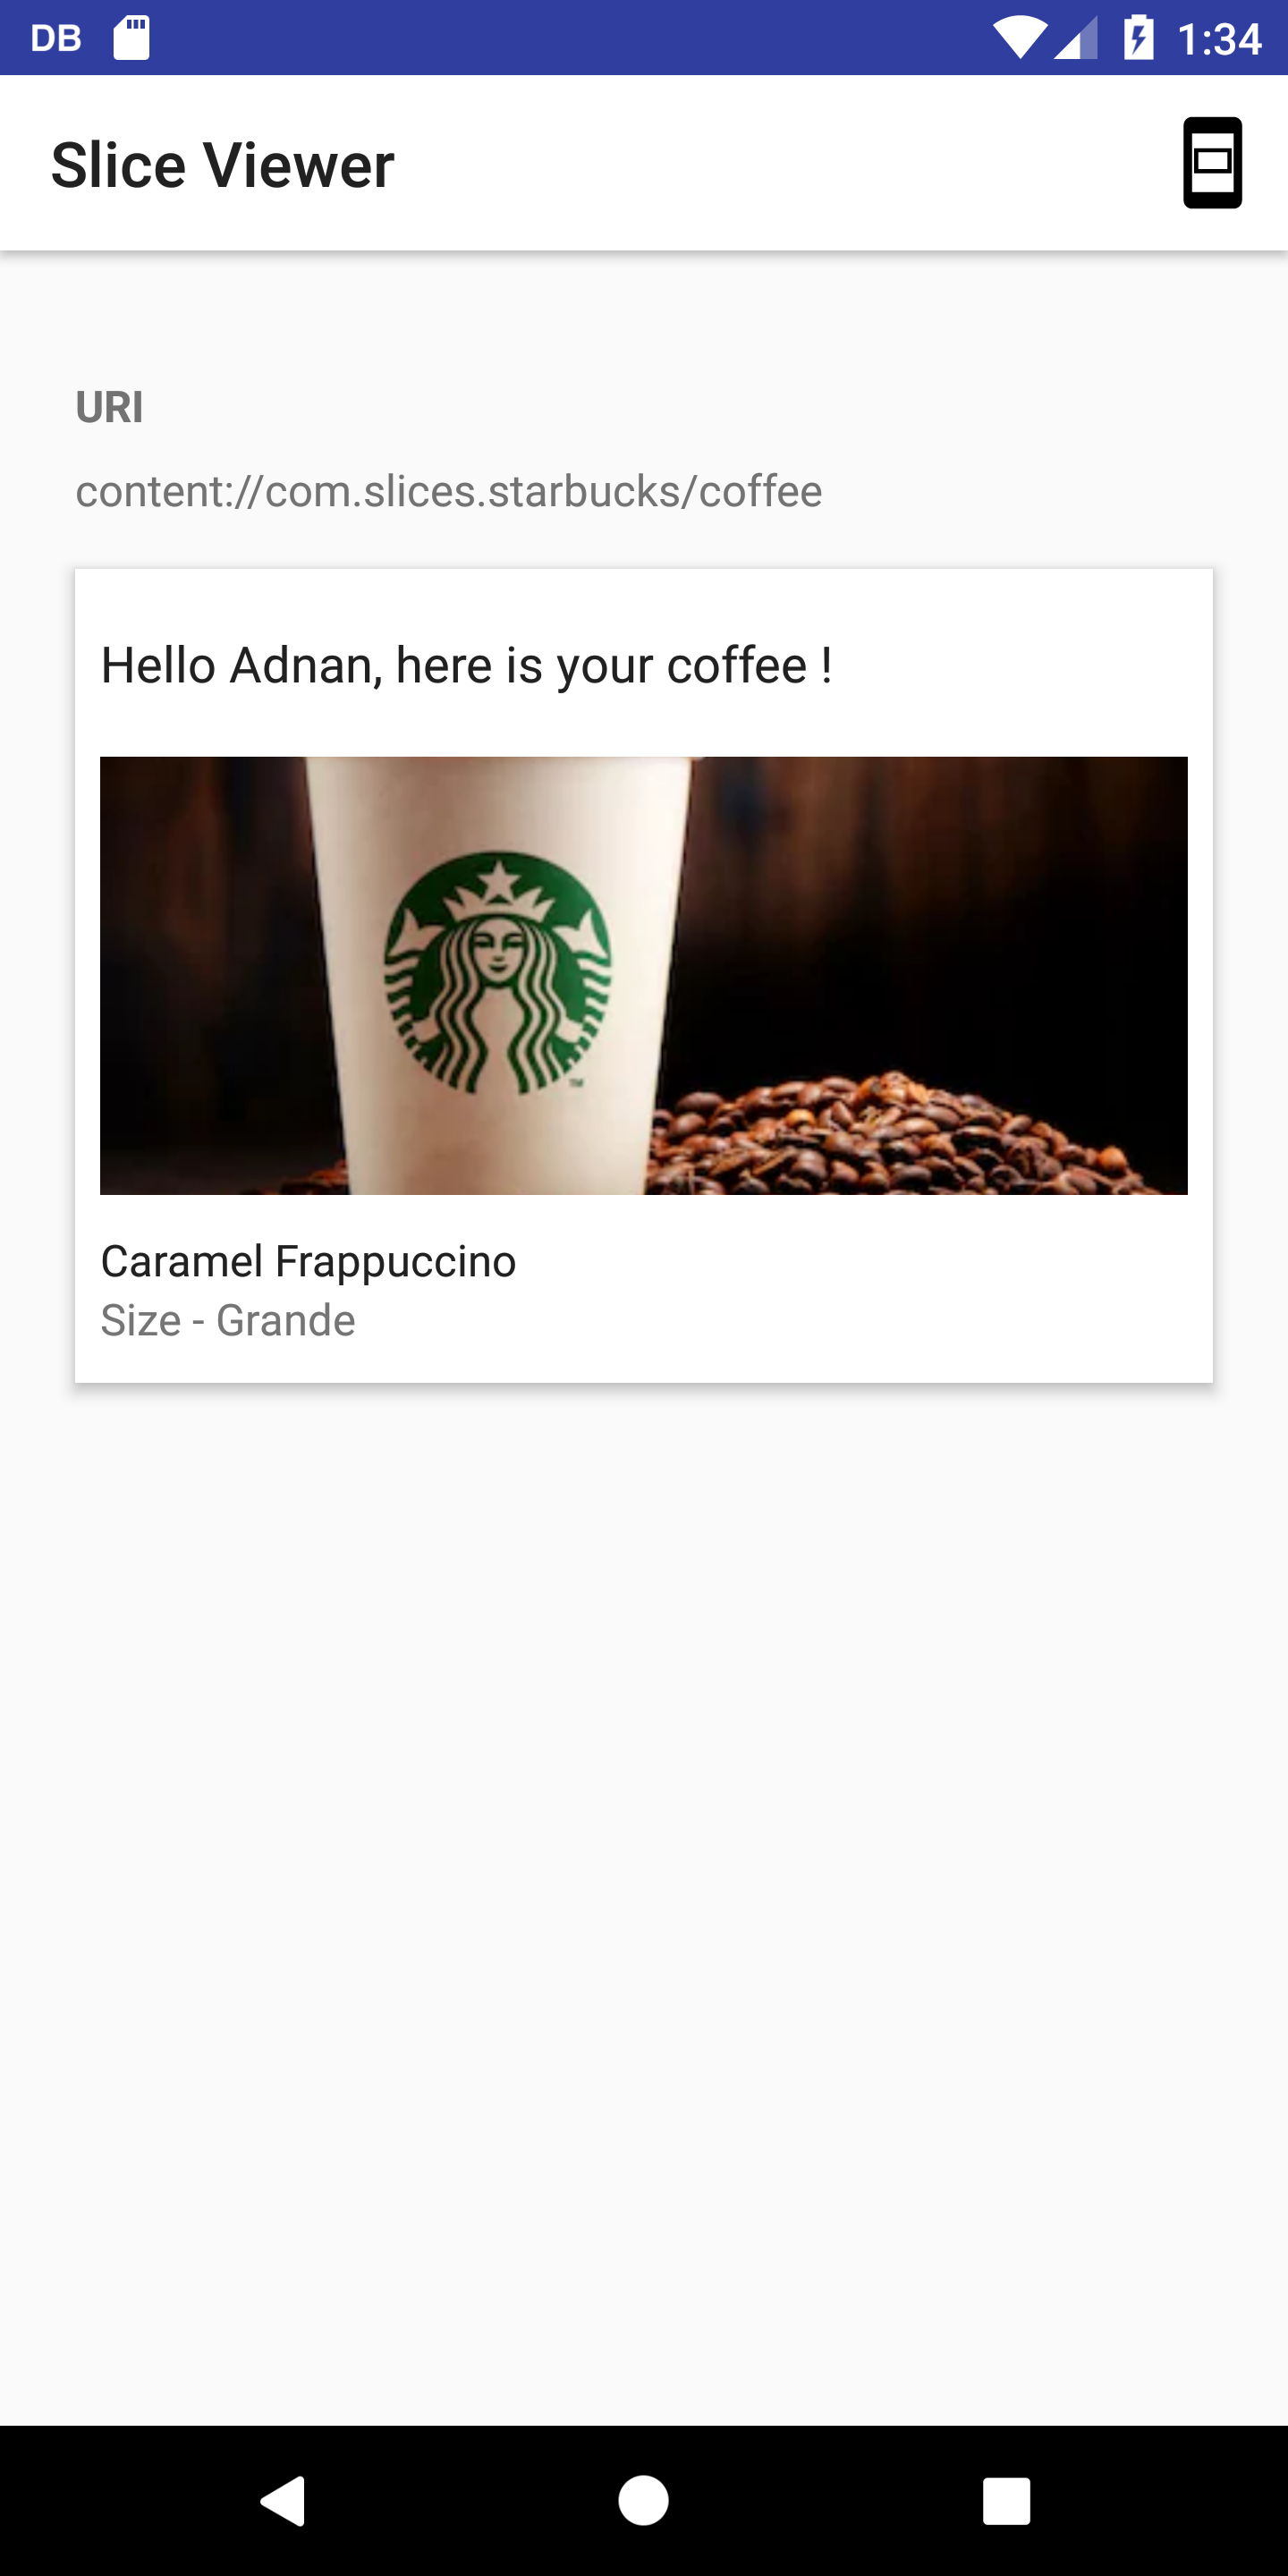 DB 1:34
Slice Viewer
URI
content://com.slices.starbucks/coffee
Hello Adnan, here is your coffee !
TM
Caramel Frappuccino
Size - Grande